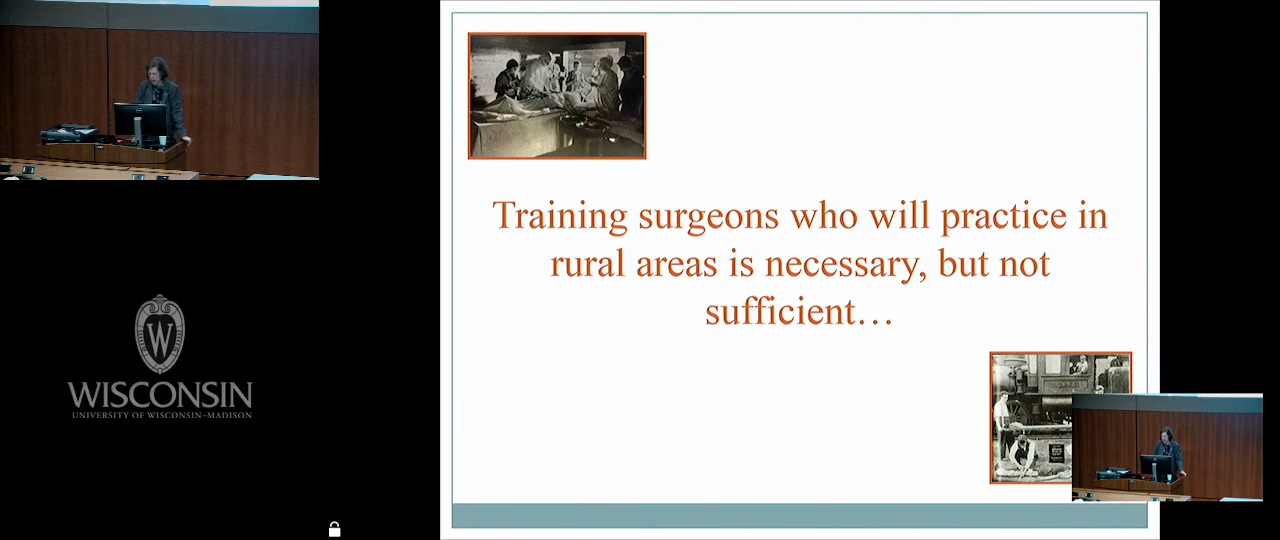 Training surgeons who will practice in
rural areas is necessary, but not
sufficient…
W
WISCONSIN
UNIVERSITY OF WISCONSIN–MADISON